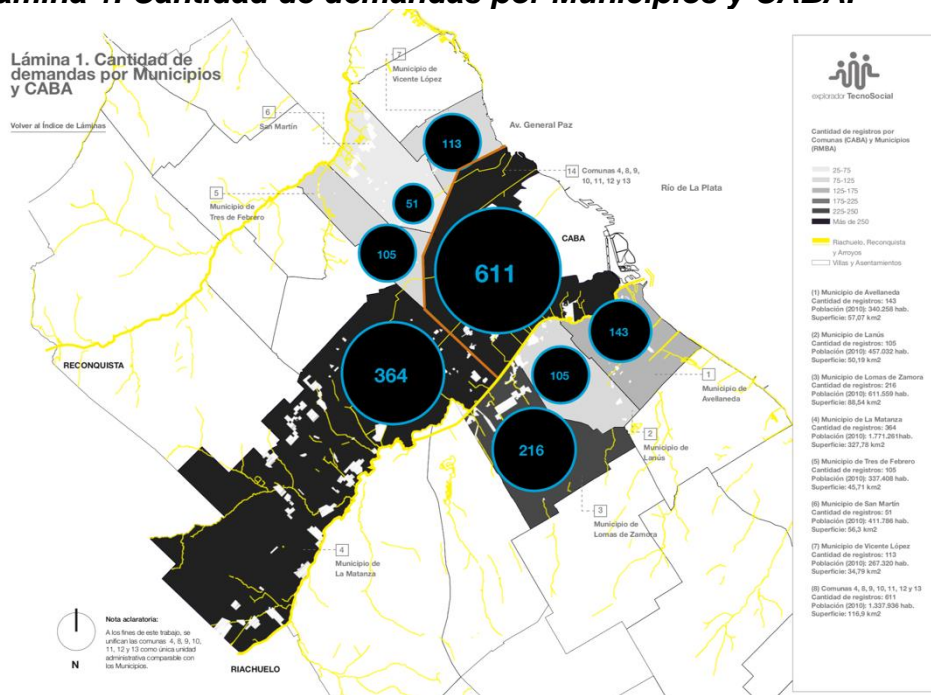 Lámina 1. Cantidad de demandas por Municipios y CABA.
Lámina 1. Cantidad de
demandas por Municipios
y CABA
Volver al Índice de Láminas
7
Municipio de
Vicente López
6
San Martín
5
Municipio de
Tres de Febrero
Av. General Paz
14
Comunas 4, 8, 9,
10, 11, 12 y 13
Río de La Plata
CABA
113
51
105
611
364
143
105
216
RECONQUISTA
1
Municipio de
Avellaneda
2
Municipio de
Lanús
3
Municipio de
Lomas de Zamora
4
Municipio de
La Matanza
RIACHUELO
N
Nota aclaratoria:
A los fines de este trabajo, se
unifican las comunas 4, 8, 9, 10,
11, 12 y 13 como única unidad
administrativa comparable con
los Municipios.
explorador TecnoSocial
Cantidad de registros por
Comunas (CABA) y Municipios
(RMBA)
25-75
75-125
125-175
175-225
225-250
Más de 250
Riachuelo, Reconquista
y Arroyos
Villas y Asentamientos
(1) Municipio de Avellaneda
Cantidad de registros: 143
Población (2010): 340.256 hab.
Superficie: 57,07 km2
(2) Municipio de Lanús
Cantidad de registros: 105
Población (2010): 457.032 hab.
Superficie: 50,19 km2
(3) Municipio de Lomas de Zamora
Cantidad de registros: 216
Población (2010): 611.559 hab.
Superficie: 88,54 km2
(4) Municipio de La Matanza
Cantidad de registros: 364
Población (2010): 1.771.261hab.
Superficie: 327,78 km2
(5) Municipio de Tres de Febrero
Cantidad de registros: 105
Población (2010): 337.408 hab.
Superficie: 45,71 km2
(6) Municipio de San Martín
Cantidad de registros: 51
Población (2010): 411.786 hab.
Superficie: 56,3 km2
(7) Municipio de Vicente López
Cantidad de registros: 113
Población (2010): 267.320 hab.
Superficie: 34,79 km2
(8) Comunas 4, 8, 9, 10, 11, 12 y 13
Cantidad de registros: 611
Población (2010): 1.337.936 hab.
Superficie: 116,9 km2